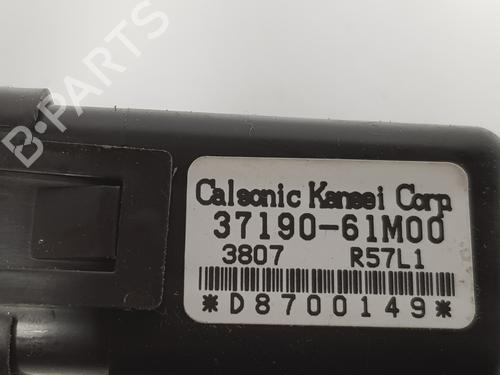 B-PARTS
Calsonic Kansei Corp
37190-61M00
3807 R57L1
*D8700149*